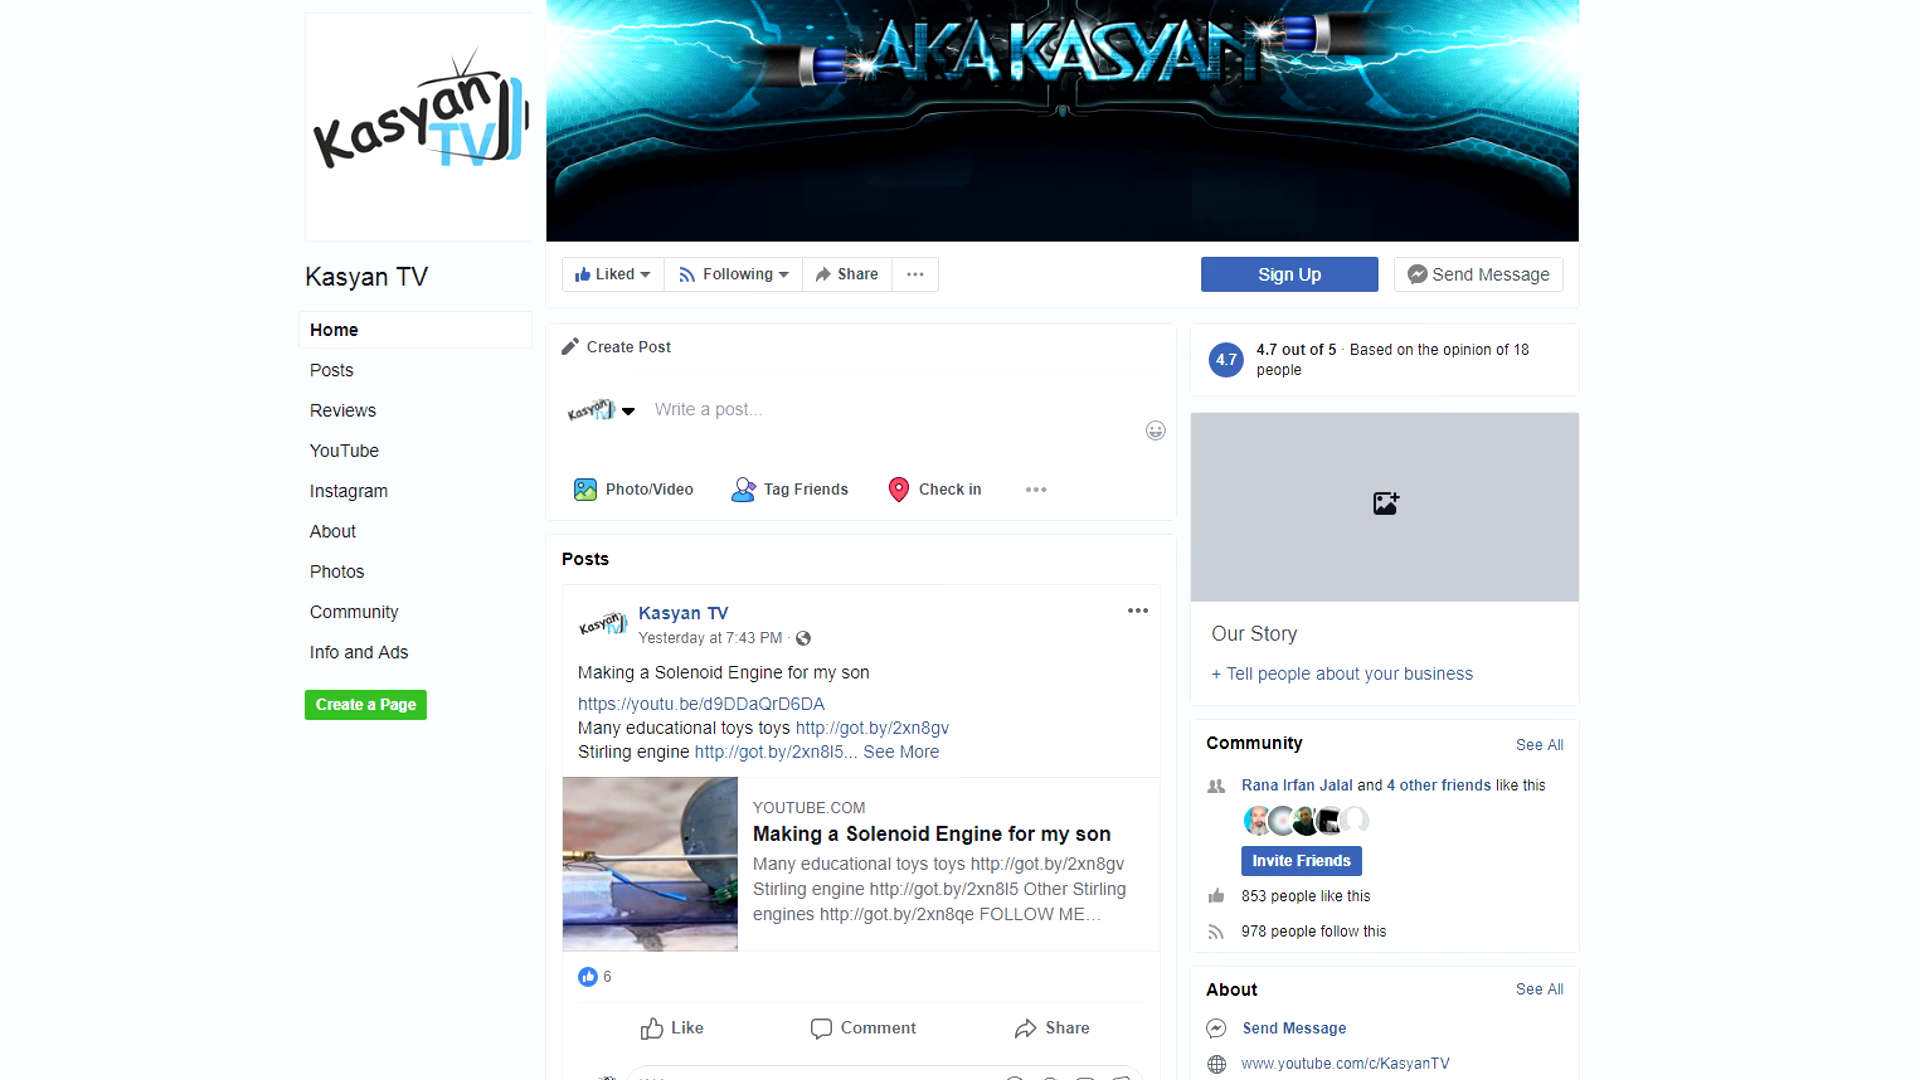 Kasyan
TV
AKA KASYAN
Kasyan TV
Liked
Following
Share
Sign Up
Send Message
Home
Posts
Reviews
YouTube
Instagram
About
Photos
Community
Info and Ads
Create a Page
Create Post
Kasyan
TV
Write a post...
Photo/Video
Tag Friends
Check in
Posts
Kasyan
TV
Kasyan TV
Yesterday at 7:43 PM ·
Making a Solenoid Engine for my son
https://youtu.be/d9DDaQrD6DA
Many educational toys toys http://got.by/2xn8gv
Stirling engine http://got.by/2xn8l5... See More
YOUTUBE.COM
Making a Solenoid Engine for my son
Many educational toys toys http://got.by/2xn8gv
Stirling engine http://got.by/2xn8l5 Other Stirling
engines http://got.by/2xn8qe FOLLOW ME…
6
Like
Comment
Share
4.7
4.7 out of 5 · Based on the opinion of 18
people
Our Story
+ Tell people about your business
Community
See All
Rana Irfan Jalal and 4 other friends like this
Invite Friends
853 people like this
978 people follow this
About
See All
Send Message
www.youtube.com/c/KasyanTV